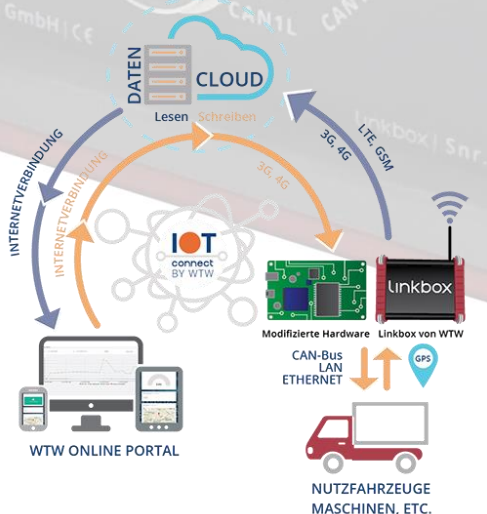 GmbH | CE
CAN1L
CAN
DATEN
CLOUD
Lesen Schreiben
INTERNETVERBINDUNG
INTERNETVERBINDUNG
3G, 4G
LTE, GSM
3G, 4G
Linkbox | Snr.
IOT
connect
BY WTW
Linkbox
Modifizierte Hardware
Linkbox von WTW
CAN-Bus
LAN
ETHERNET
GPS
WTW ONLINE PORTAL
NUTZFAHRZEUGE
MASCHINEN, ETC.